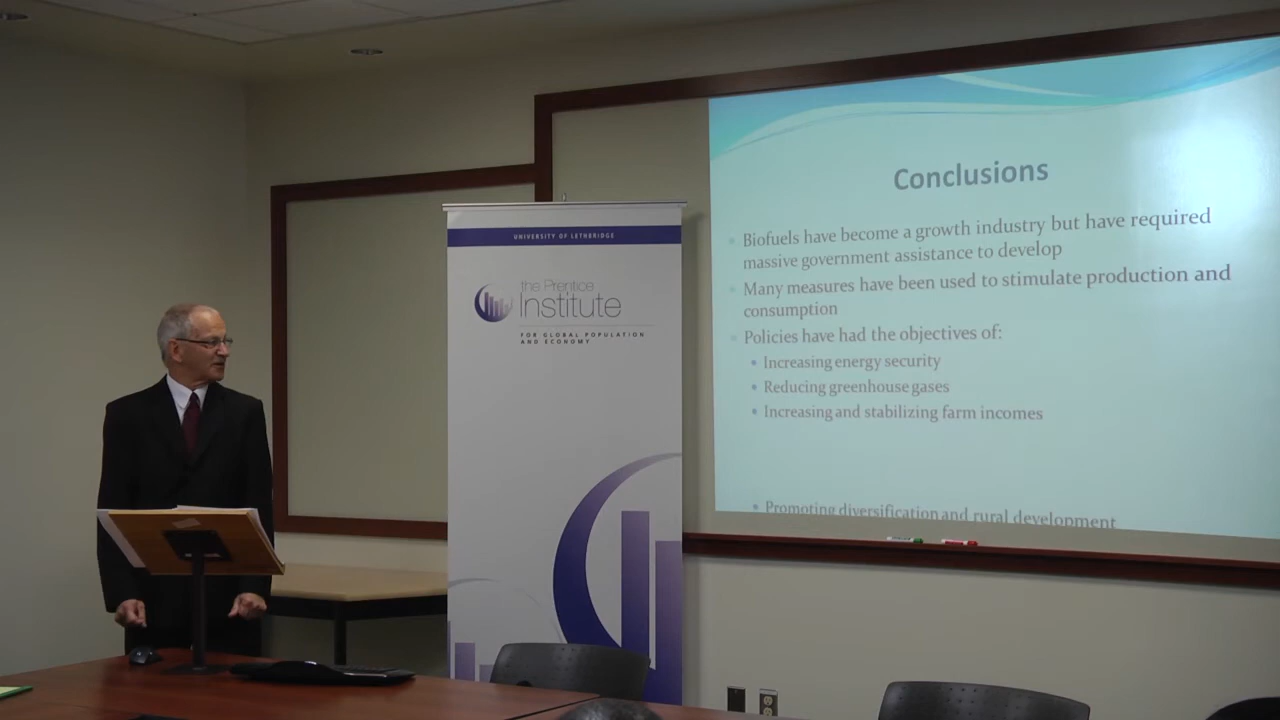 UNIVERSITY OF LETHBRIDGE
the Prentice
Institute
FOR GLOBAL POPULATION
AND ECONOMY
Conclusions
Biofuels have become a growth industry but have required
massive government assistance to develop
Many measures have been used to stimulate production and
consumption
Policies have had the objectives of:
Increasing energy security
Reducing greenhouse gases
Increasing and stabilizing farm incomes
Promoting diversification and rural development